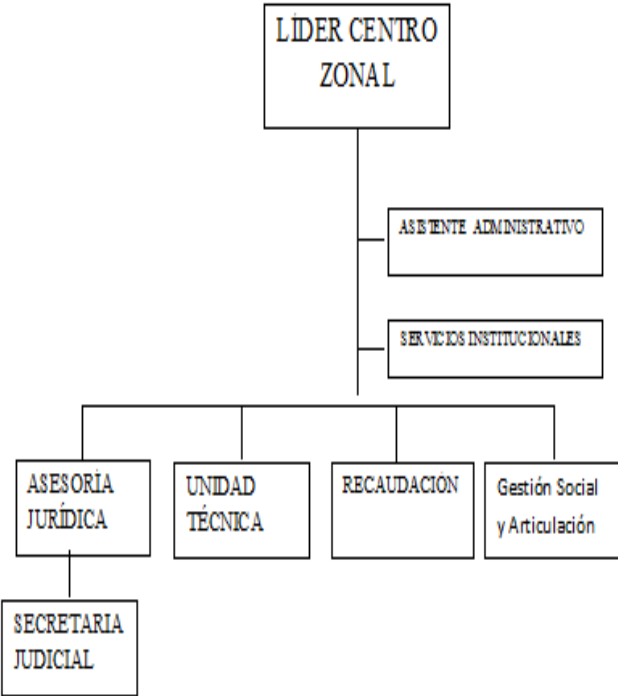 LÍDER CENTRO
ZONAL
ASISTENTE ADMINISTRATIVO
SERVICIOS INSTITUCIONALES
ASESORÍA
JURÍDICA
UNIDAD
TÉCNICA
RECAUDACIÓN
Gestión Social
y Articulación
SECRETARIA
JUDICIAL